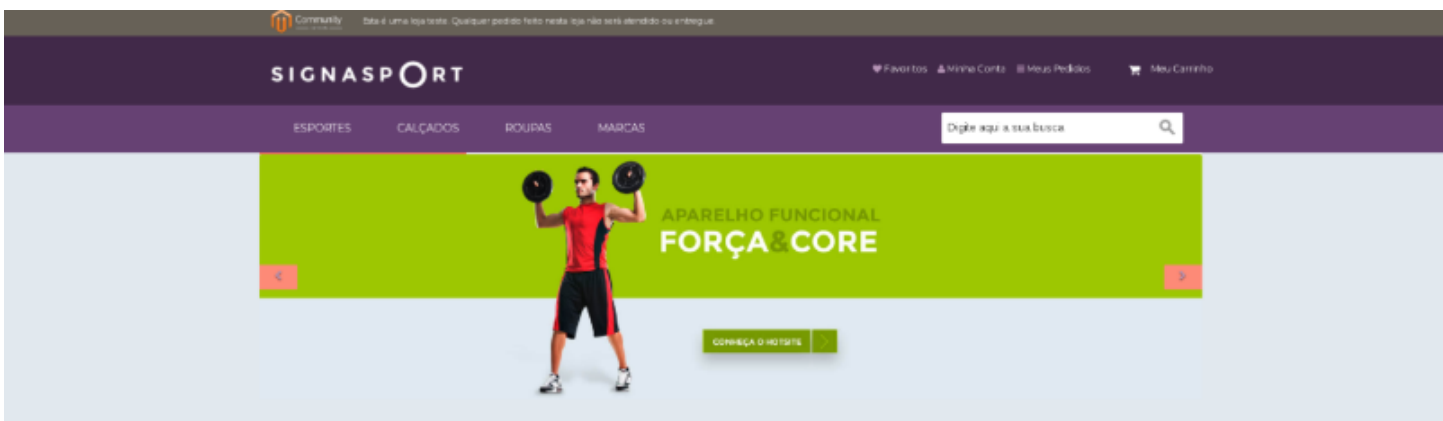 Community
Esta é uma loja teste. Qualquer pedido feito nesta loja não será atendido ou entregue.
SIGNASPORT
Favoritos Minha Conta Meus Pedidos Meu Carrinho
ESPORTES CALÇADOS ROUPAS MARCAS Digite aqui a sua busca
APARELHO FUNCIONAL
FORÇA&CORE
CONHEÇA O HOTSITE